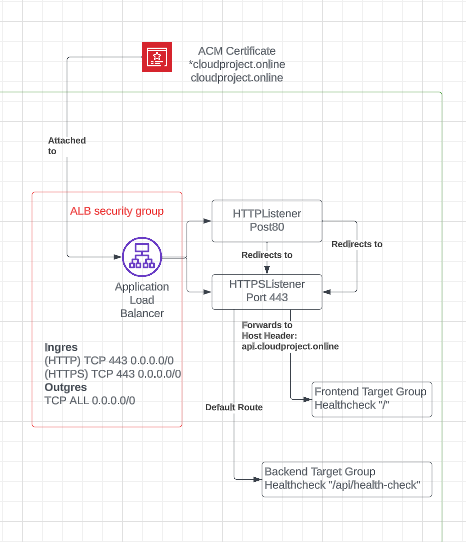 ACM Certificate
*cloudproject.online
cloudproject.online
Attached
to
ALB security group
HTTPListener
Post80
Redirects to
Redirects to
HTTPSListener
Port 443
Application
Load
Balancer
Forwards to
Host Header:
api.cloudproject.online
Ingres
(HTTP) TCP 443 0.0.0.0/0
(HTTPS) TCP 443 0.0.0.0/0
Outgres
TCP ALL 0.0.0.0/0
Frontend Target Group
Healthcheck "/"
Default Route
Backend Target Group
Healthcheck "/api/health-check"